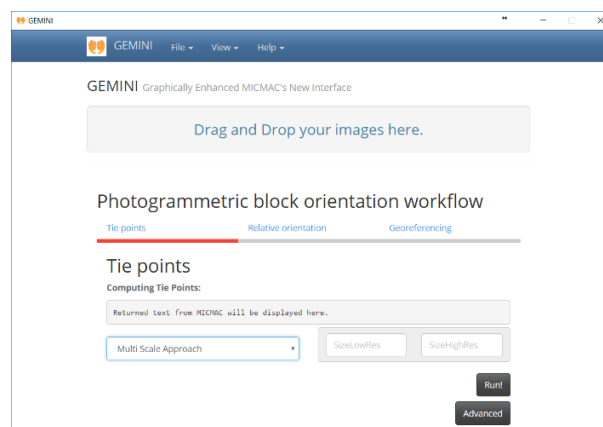 GEMINI
GEMINI File View Help
GEMINI Graphically Enhanced MICMAC's New Interface
Drag and Drop your images here.
Photogrammetric block orientation workflow
Tie points Relative orientation Georeferencing
Tie points
Computing Tie Points:
Returned text from MICMAC will be displayed here.
Multi Scale Approach SizeLowRes SizeHighRes
Run!
Advanced